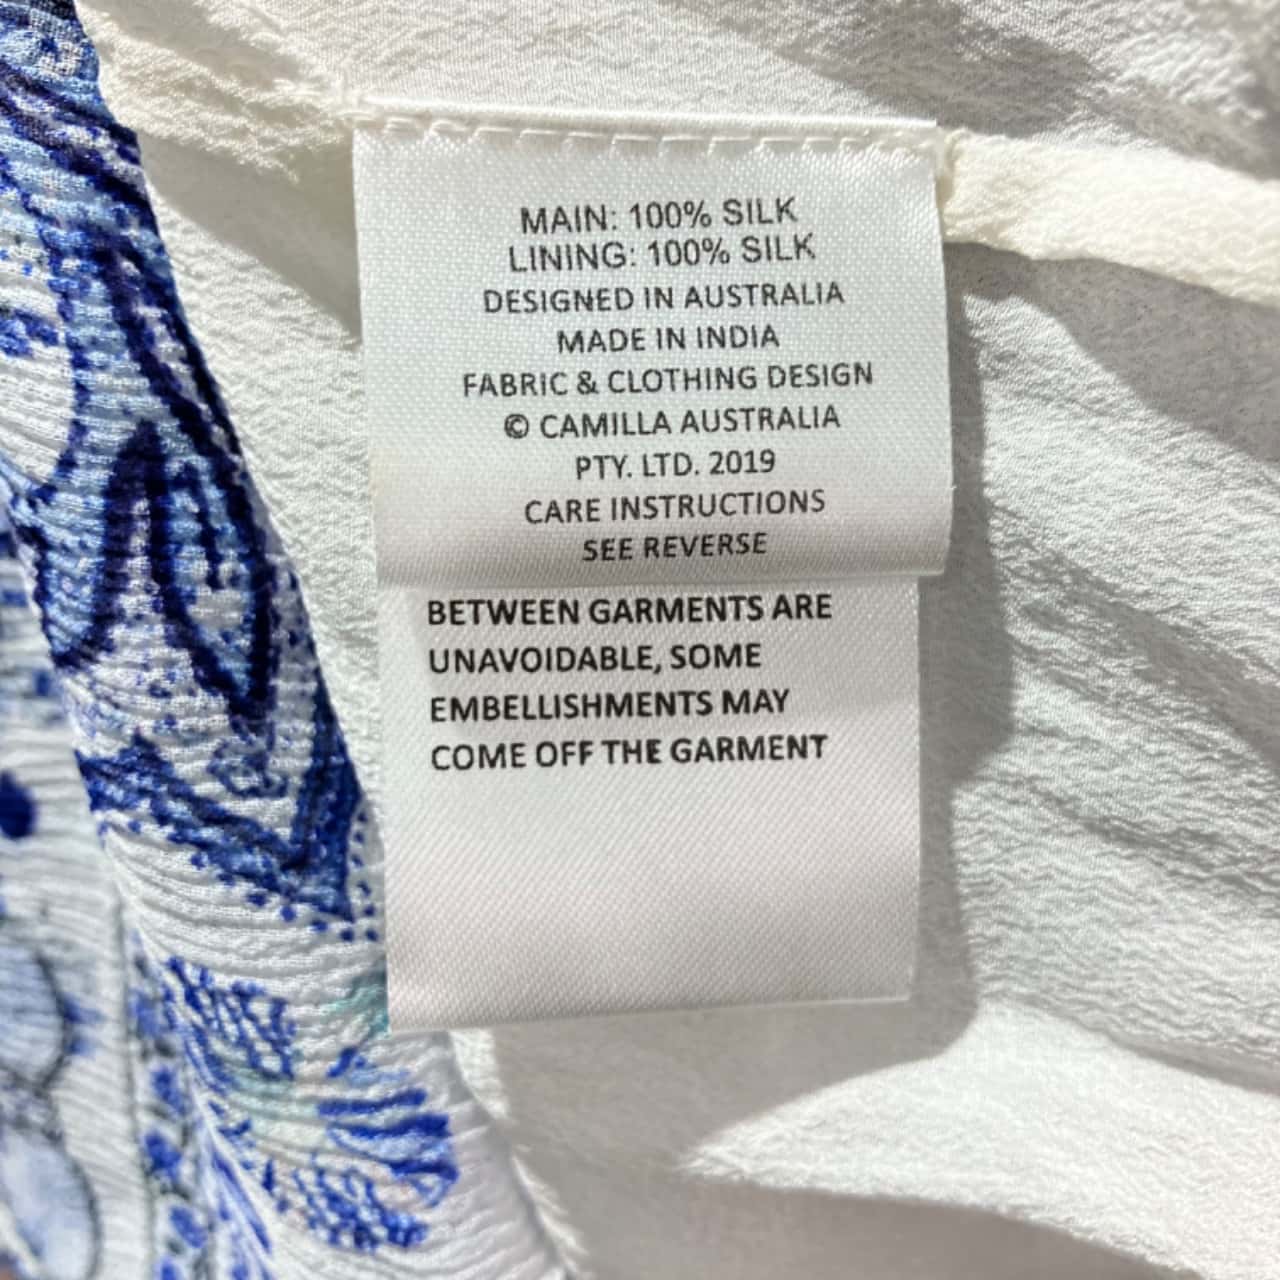 MAIN: 100% SILK
LINING: 100% SILK
DESIGNED IN AUSTRALIA
MADE IN INDIA
FABRIC & CLOTHING DESIGN
© CAMILLA AUSTRALIA
PTY. LTD. 2019
CARE INSTRUCTIONS
SEE REVERSE
BETWEEN GARMENTS ARE
UNAVOIDABLE, SOME
EMBELLISHMENTS MAY
COME OFF THE GARMENT